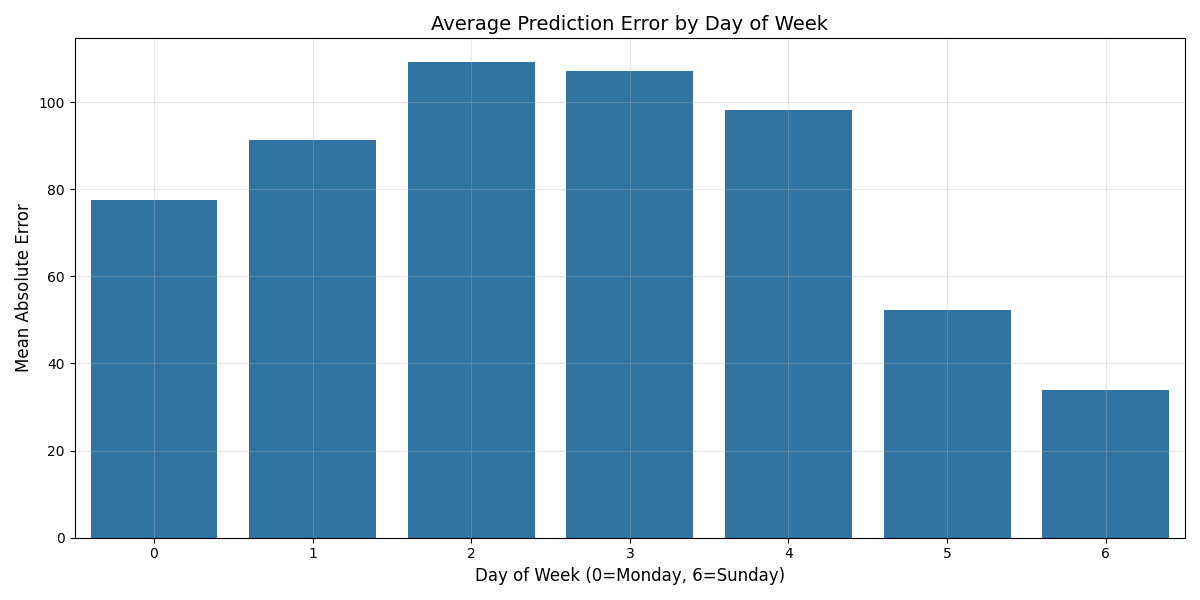 Average Prediction Error by Day of Week
Mean Absolute Error
100
80
60
40
20
0
0 1 2 3 4 5 6
Day of Week (0=Monday, 6=Sunday)